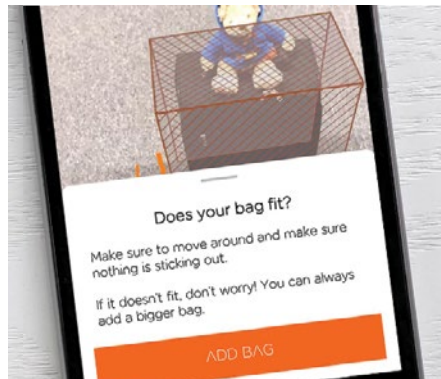 Does your bag fit?
Make sure to move around and make sure
nothing is sticking out.
If it doesn't fit, don't worry! You can always
add a bigger bag.
ADD BAG